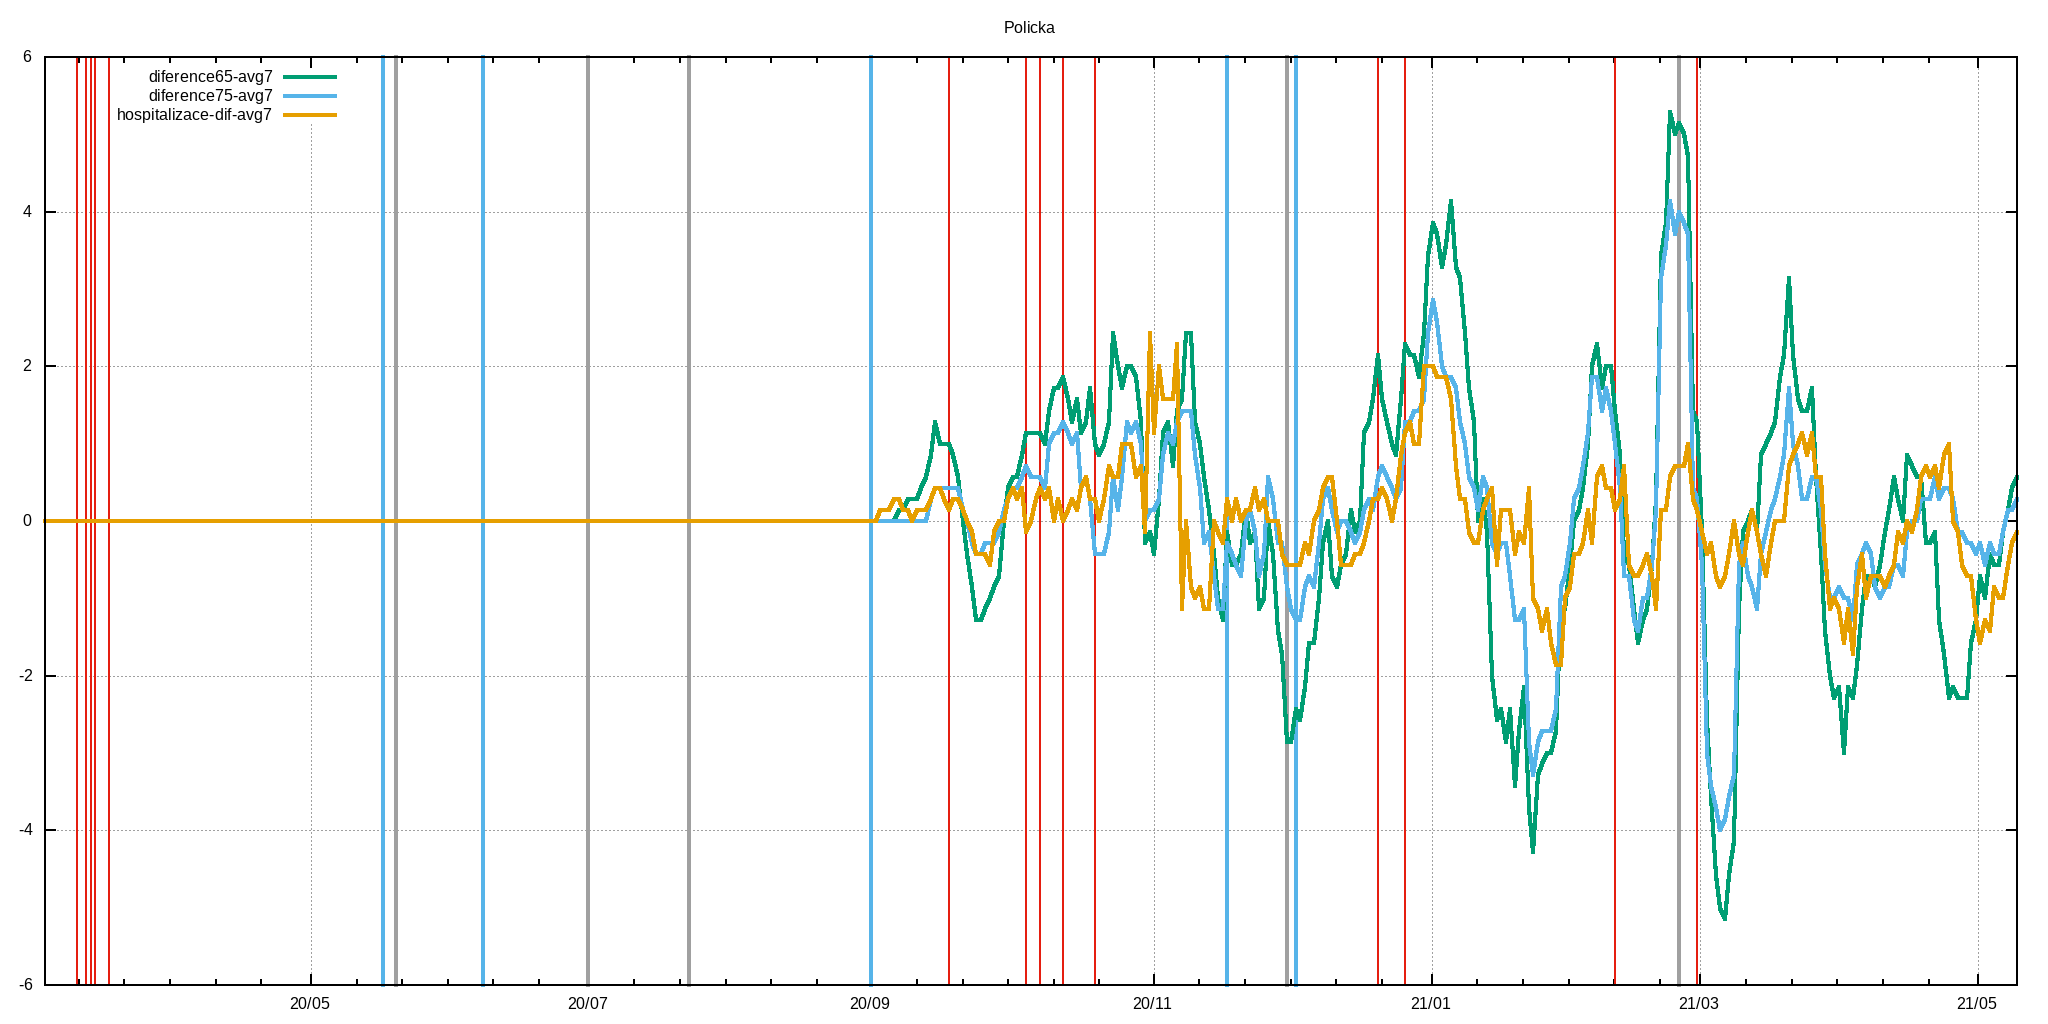 Policka
6
diference65-avg7
diference75-avg7
hospitalizace-dif-avg7
4
2
0
-2
-4
-6
20/05 20/07 20/09 20/11 21/01 21/03 21/05